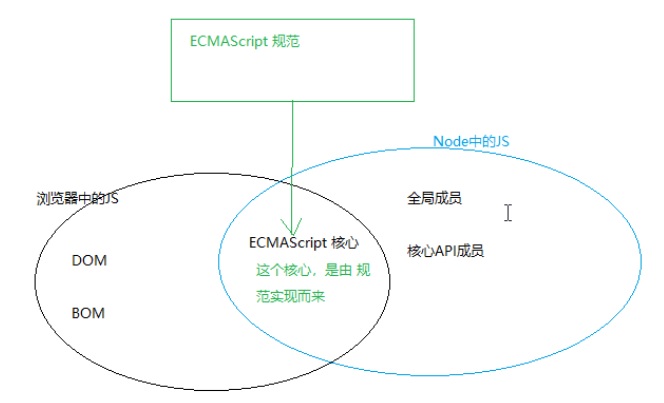 ECMAScript 规范
Node中的JS
浏览器中的JS
全局成员
ECMAScript 核心
核心API成员
DOM
这个核心，是由 规
范实现而来
BOM